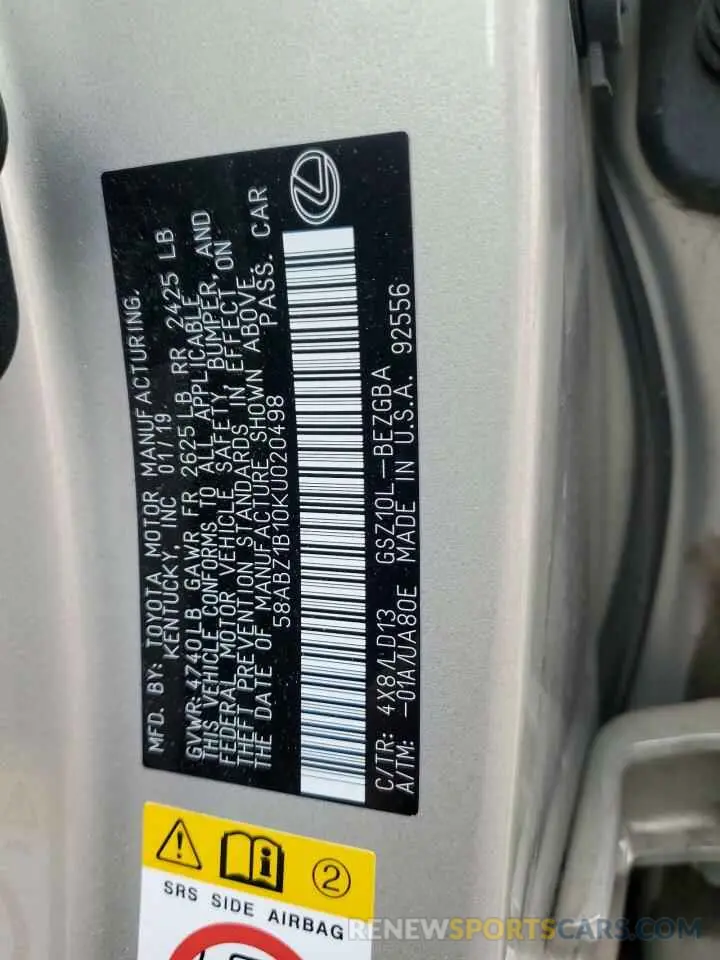 MFD. BY: TOYOTA MOTOR MANUFACTURING,
KENTUCKY, INC 01/19
GVWR:4740LB GAWR FR 2625LB RR 2425 LB
THIS VEHICLE CONFORMS TO ALL APPLICABLE
FEDERAL MOTOR VEHICLE SAFETY, BUMPER, AND
THEFT PREVENTION STANDARDS IN EFFECT ON
THE DATE OF MANUFACTURE SHOWN ABOVE.
58ABZ1B10KU020498 PASS. CAR
C/TR: 4X8/LD13 GSZ10L-BEZGBA
A/TM: -01A/UA80E MADE IN U.S.A. 92556
2
SRS SIDE AIRBAG
RENEWSPORTSCARS.COM